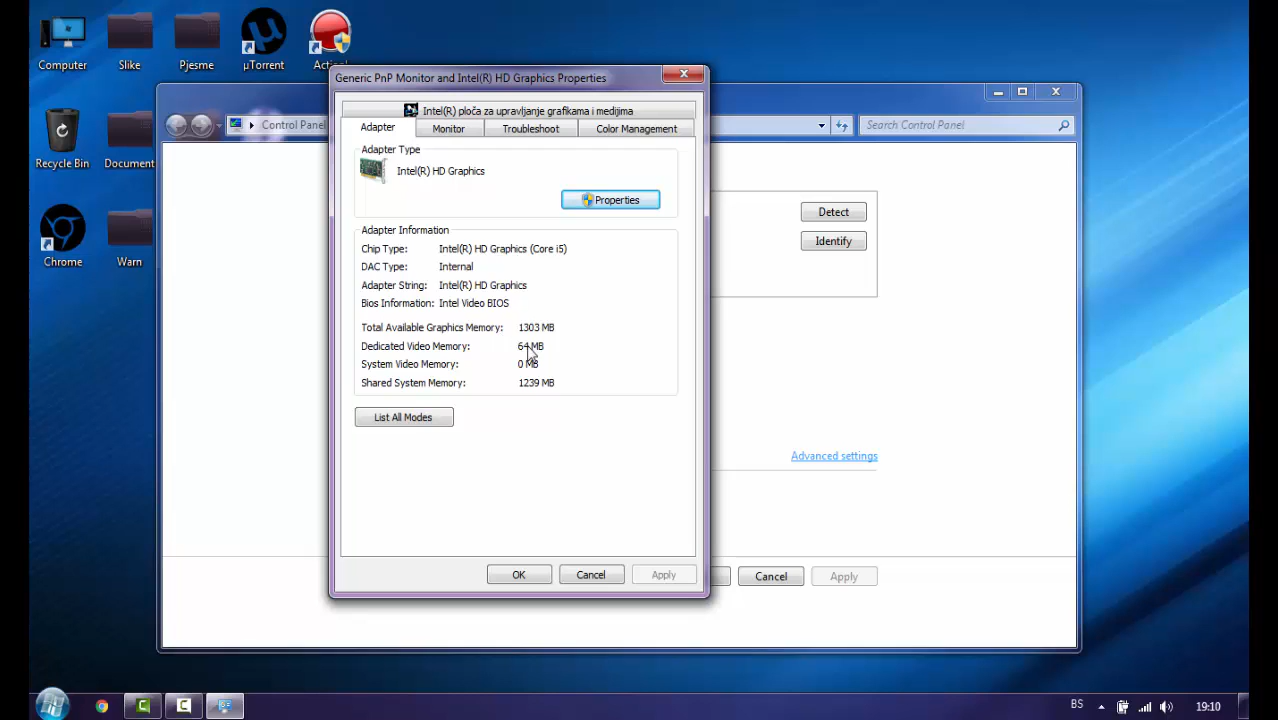 Computer
Slike
Pjesme
µTorrent
Recycle Bin
Document
Chrome
Warn
Generic PnP Monitor and Intel(R) HD Graphics Properties
Control Panel
Search Control Panel
Intel(R) ploča za upravljanje grafikama i medijima
Adapter
Monitor
Troubleshoot
Color Management
Adapter Type
Intel(R) HD Graphics
Properties
Adapter Information
Chip Type: Intel(R) HD Graphics (Core i5)
DAC Type: Internal
Adapter String: Intel(R) HD Graphics
Bios Information: Intel Video BIOS
Total Available Graphics Memory: 1303 MB
Dedicated Video Memory: 64 MB
System Video Memory: 0 MB
Shared System Memory: 1239 MB
List All Modes
OK
Cancel
Apply
Detect
Identify
Advanced settings
Cancel
Apply
BS
19:10